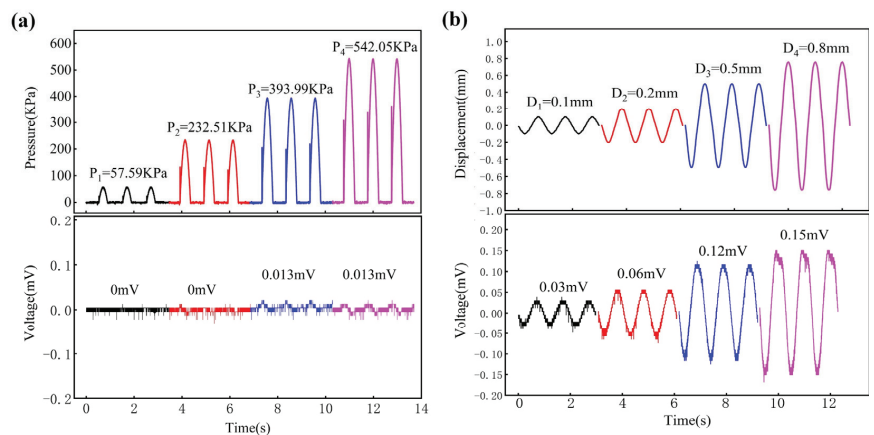 (a)
Pressure(KPa)
600
500
400
300
200
100
0
P1=57.59KPa
P2=232.51KPa
P3=393.99KPa
P4=542.05KPa
Voltage(mV)
0.2
0.1
0.0
-0.1
-0.2
0mV
0mV
0.013mV
0.013mV
0 2 4 6 8 10 12 14
Time(s)
(b)
Displacement(mm)
1.0
0.8
0.6
0.4
0.2
0.0
-0.2
-0.4
-0.6
-0.8
-1.0
D1=0.1mm
D2=0.2mm
D3=0.5mm
D4=0.8mm
Voltage(mV)
0.20
0.15
0.10
0.05
0.00
-0.05
-0.10
-0.15
-0.20
0.03mV
0.06mV
0.12mV
0.15mV
0 2 4 6 8 10 12
Time(s)